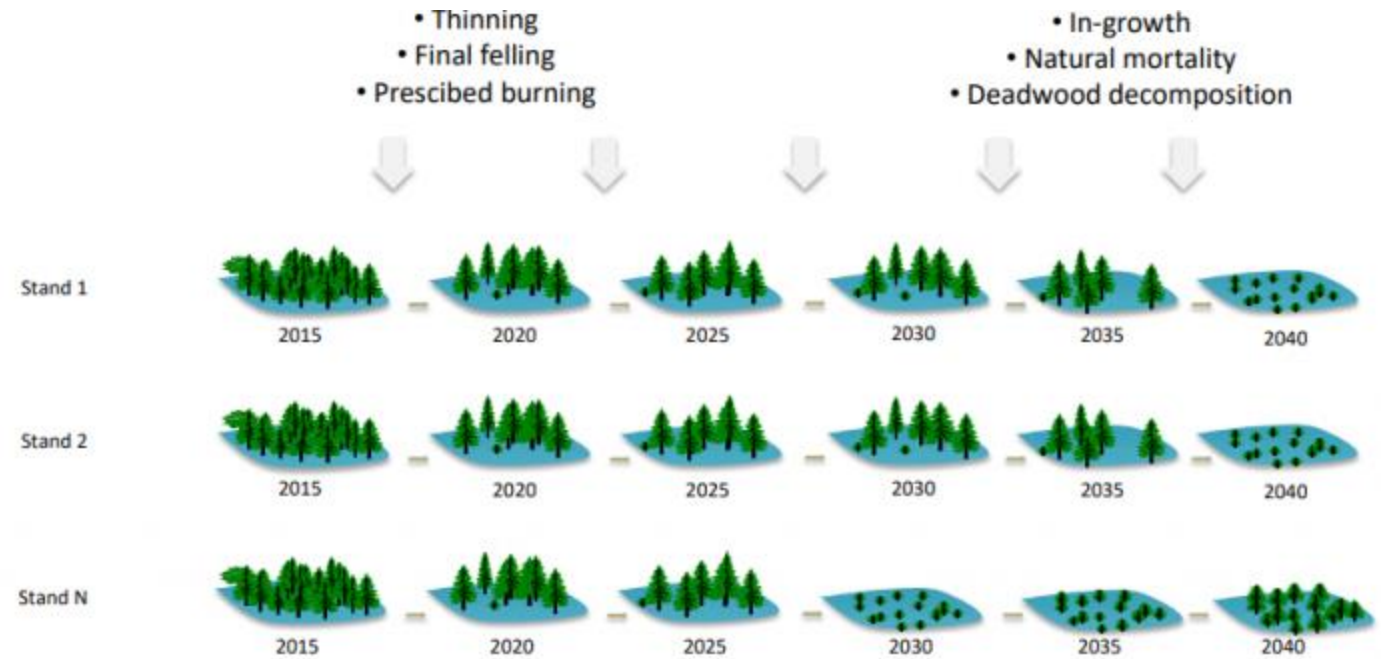 • Thinning
• Final felling
• Prescibed burning
• In-growth
• Natural mortality
• Deadwood decomposition
Stand 1
2015 2020 2025 2030 2035 2040
Stand 2
2015 2020 2025 2030 2035 2040
Stand N
2015 2020 2025 2030 2035 2040